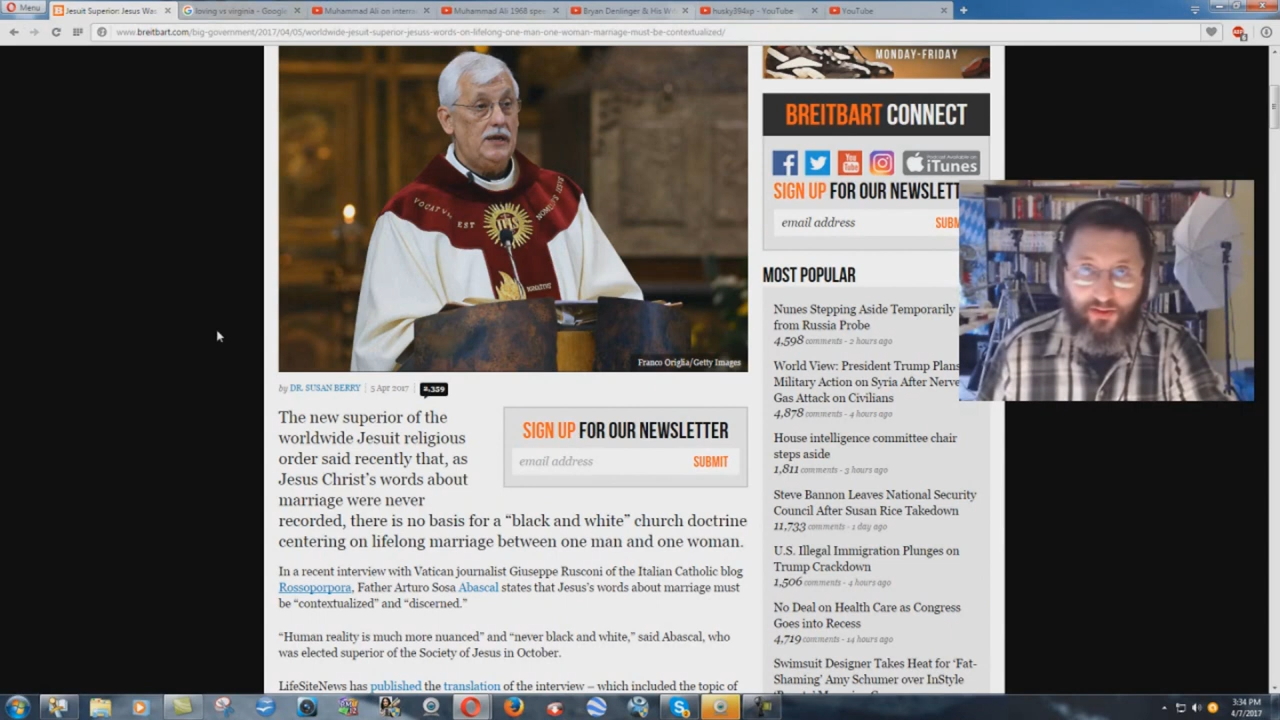 Menu
Jesuit Superior: Jesus Wa
loving vs virginia - Google
Muhammad Ali on interra
Muhammad Ali 1968 spee
Bryan Denlinger & His W
husky394xp - YouTube
YouTube
www.breitbart.com/big-government/2017/04/05/worldwide-jesuit-superior-jesuss-words-on-lifelong-one-man-one-woman-marriage-must-be-contextualized/
Franco Origlia/Getty Images
by DR. SUSAN BERRY | 5 Apr 2017 | 2,359
The new superior of the
worldwide Jesuit religious
order said recently that, as
Jesus Christ's words about
marriage were never
recorded, there is no basis for a “black and white” church doctrine
centering on lifelong marriage between one man and one woman.
SIGN UP FOR OUR NEWSLETTER
email address SUBMIT
In a recent interview with Vatican journalist Giuseppe Rusconi of the Italian Catholic blog
Rossoporpora, Father Arturo Sosa Abascal states that Jesus's words about marriage must
be “contextualized” and “discerned.”
“Human reality is much more nuanced” and “never black and white,” said Abascal, who
was elected superior of the Society of Jesus in October.
LifeSiteNews has published the translation of the interview – which included the topic of
MONDAY-FRIDAY
BREITBART CONNECT
iTunes
SIGN UP FOR OUR NEWSLETT
email address SUBM
MOST POPULAR
Nunes Stepping Aside Temporarily
from Russia Probe
4,598 comments - 2 hours ago
World View: President Trump Plans
Military Action on Syria After Nerve
Gas Attack on Civilians
4,878 comments - 4 hours ago
House intelligence committee chair
steps aside
1,811 comments - 3 hours ago
Steve Bannon Leaves National Security
Council After Susan Rice Takedown
11,733 comments - 1 day ago
U.S. Illegal Immigration Plunges on
Trump Crackdown
1,506 comments - 4 hours ago
No Deal on Health Care as Congress
Goes into Recess
4,719 comments - 14 hours ago
Swimsuit Designer Takes Heat for ‘Fat-
Shaming’ Amy Schumer over InStyle
3:34 PM
4/7/2017